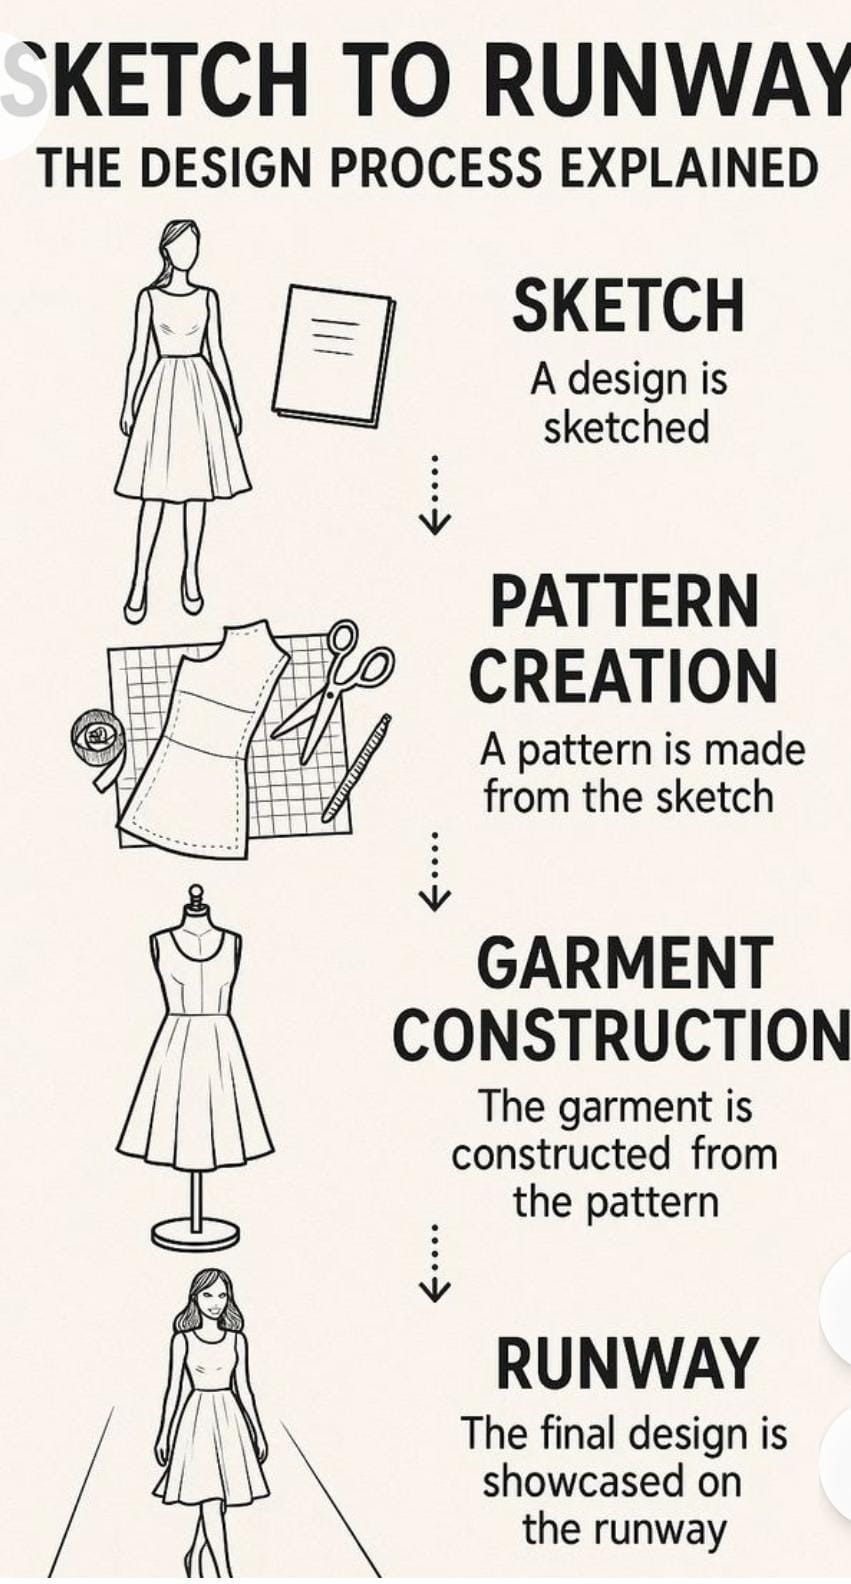 SKETCH TO RUNWAY
THE DESIGN PROCESS EXPLAINED
SKETCH
A design is
sketched
PATTERN
CREATION
A pattern is made
from the sketch
GARMENT
CONSTRUCTION
The garment is
constructed from
the pattern
RUNWAY
The final design is
showcased on
the runway